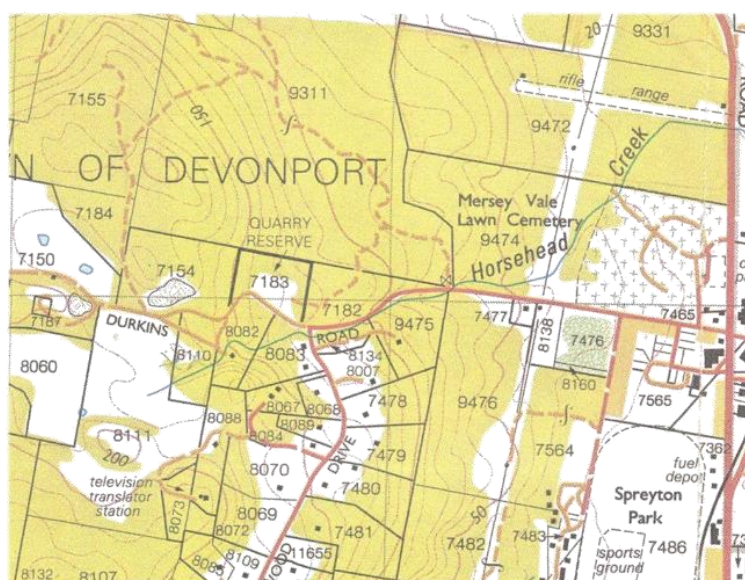 20
9331
rifle
range
7155
9311
150
9472
Creek
N OF DEVONPORT
Mersey Vale
Lawn Cemetery
7184
QUARRY
RESERVE
9474
Horsehead
7150
7154
7183
7182
7187
DURKINS
ROAD
9475
7477
8138
7465
8082
8083
8134
8007
7476
8110
8060
8160
8067
8068
7478
9476
7565
8088
8089
8084
8111
7479
7564
7362
200
DRIVE
8070
fuel
depot
television
translator
station
7480
Spreyton
Park
8073
8069
50
8072
7481
7482
7483
7486
11655
8109
sports
ground
8132
8107